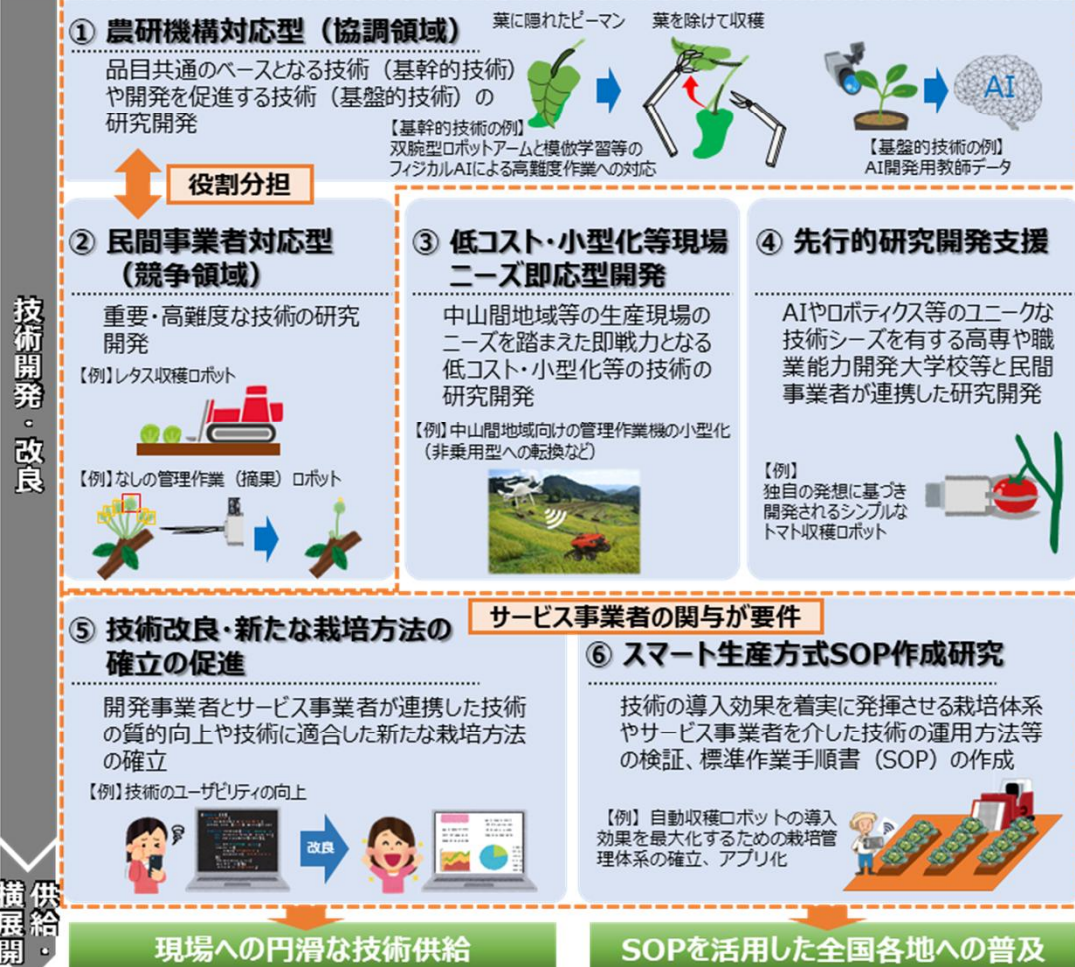 ① 農研機構対応型（協調領域）
品目共通のベースとなる技術（基幹的技術）
や開発を促進する技術（基盤的技術）の
研究開発
葉に隠れたピーマン
葉を除けて収穫
【基幹的技術の例】
双腕型ロボットアームと模倣学習等の
フィジカルAIによる高難度作業への対応
AI
【基盤的技術の例】
AI開発用教師データ
役割分担
② 民間事業者対応型
（競争領域）
重要・高難度な技術の研究
開発
【例】レタス収穫ロボット
【例】なしの管理作業（摘果）ロボット
③ 低コスト・小型化等現場
ニーズ即応型開発
中山間地域等の生産現場の
ニーズを踏まえた即戦力となる
低コスト・小型化等の技術の
研究開発
【例】中山間地域向けの管理作業機の小型化
（非乗用型への転換など）
④ 先行的研究開発支援
AIやロボティクス等のユニークな
技術シーズを有する高専や職
業能力開発大学校等と民間
事業者が連携した研究開発
【例】
独自の発想に基づき
開発されるシンプルな
トマト収穫ロボット
技術開発・改良
サービス事業者の関与が要件
⑤ 技術改良・新たな栽培方法の
確立の促進
開発事業者とサービス事業者が連携した技術
の質的向上や技術に適合した新たな栽培方法
の確立
【例】技術のユーザビリティの向上
改良
⑥ スマート生産方式SOP作成研究
技術の導入効果を着実に発揮させる栽培体系
やサービス事業者を介した技術の運用方法等
の検証、標準作業手順書（SOP）の作成
【例】 自動収穫ロボットの導入
効果を最大化するための栽培管
理体系の確立、アプリ化
供給・
横展開
現場への円滑な技術供給
SOPを活用した全国各地への普及